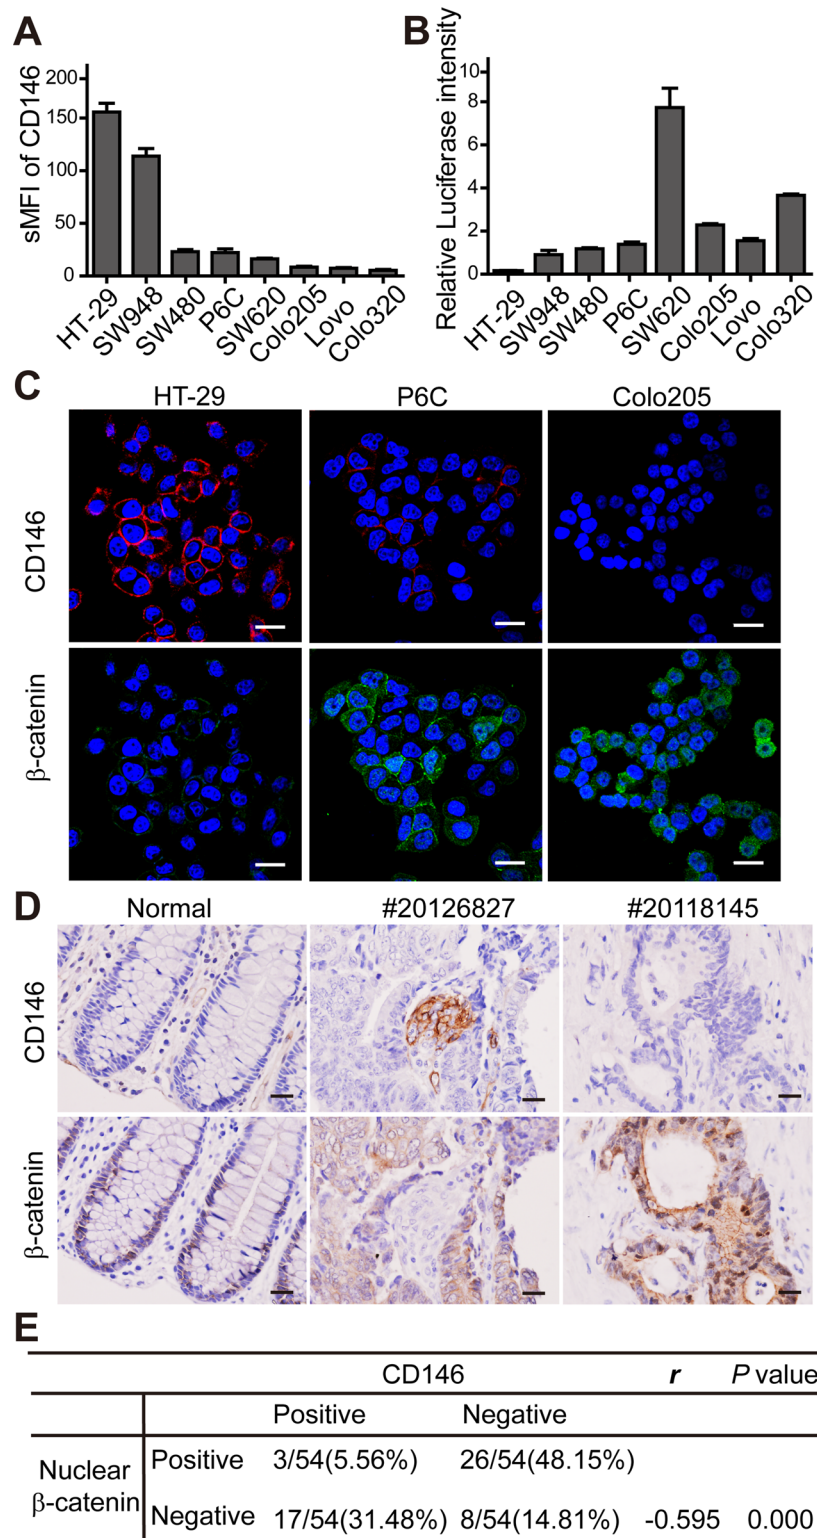 A
B
sMFI of CD146
200
150
100
50
0
HT-29
SW948
SW480
P6C
SW620
Colo205
Lovo
Colo320
Relative Luciferase intensity
10
8
6
4
2
0
HT-29
SW948
SW480
P6C
SW620
Colo205
Lovo
Colo320
C
HT-29 P6C Colo205
CD146
β-catenin
D
Normal #20126827 #20118145
CD146
β-catenin
E
CD146 r P value
Positive Negative
Nuclear β-catenin
Positive 3/54(5.56%) 26/54(48.15%)
Negative 17/54(31.48%) 8/54(14.81%) -0.595 0.000